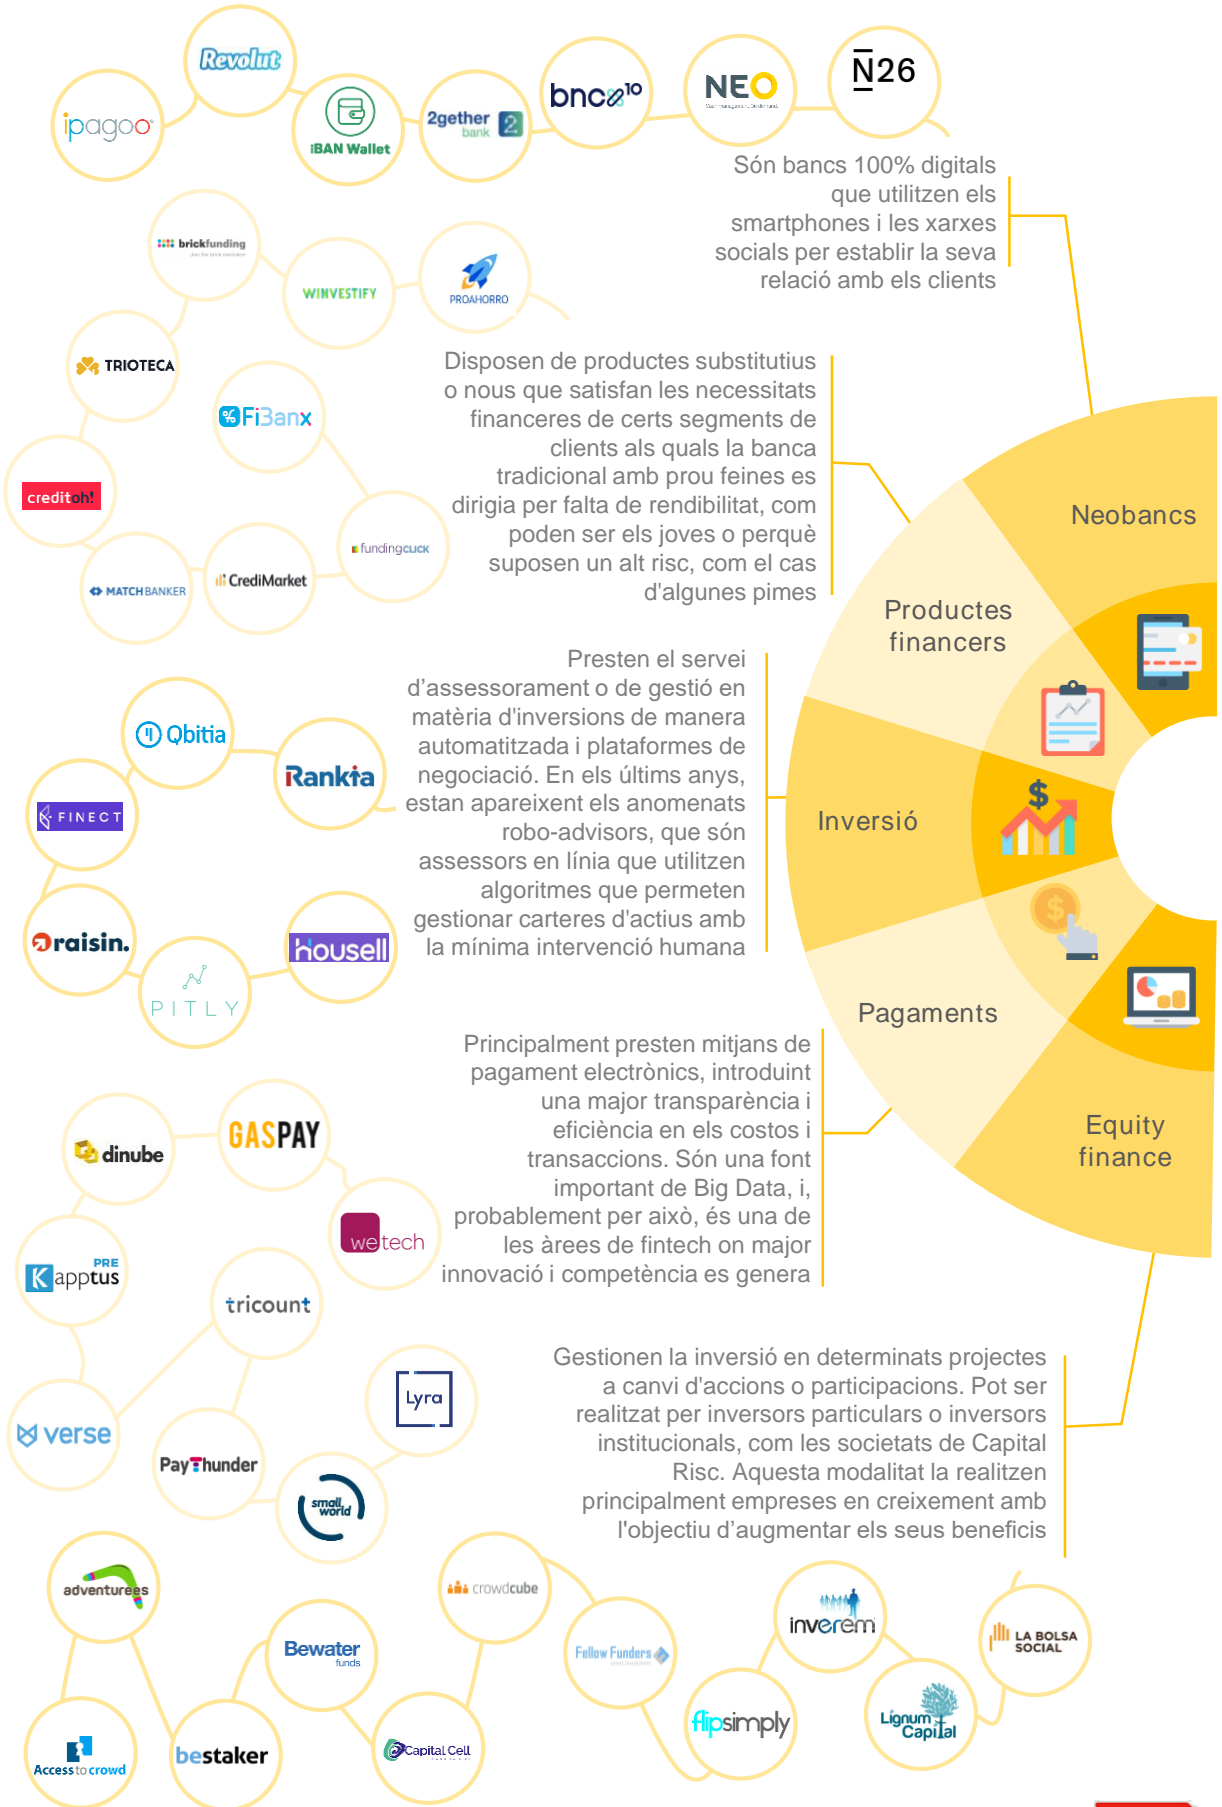 Revolut
ipagoo
iBAN Wallet
2gether
bank
2
bnc10
NEO
Cash management. On demand.
N26
Són bancs 100% digitals
que utilitzen els
smartphones i les xarxes
socials per establir la seva
relació amb els clients
brickfunding
Join the brick revolution
WINVESTIFY
PROAHORRO
TRIOTECA
FiBanx
creditoh!
fundingclick
CrediMarket
MATCHBANKER
Disposen de productes substitutius
o nous que satisfan les necessitats
financeres de certs segments de
clients als quals la banca
tradicional amb prou feines es
dirigia per falta de rendibilitat, com
poden ser els joves o perquè
suposen un alt risc, com el cas
d'algunes pimes
Neobancs
Productes
financers
Inversió
Pagaments
Equity
finance
Presten el servei
d’assessorament o de gestió en
matèria d'inversions de manera
automatitzada i plataformes de
negociació. En els últims anys,
estan apareixent els anomenats
robo-advisors, que són
assessors en línia que utilitzen
algoritmes que permeten
gestionar carteres d'actius amb
la mínima intervenció humana
Qbitia
Rankia
FINECT
raisin.
PITLY
housell
Principalment presten mitjans de
pagament electrònics, introduint
una major transparència i
eficiència en els costos i
transaccions. Són una font
important de Big Data, i,
probablement per això, és una de
les àrees de fintech on major
innovació i competència es genera
dinube
GASPAY
wetech
PRE
Kapptus
tricount
verse
PayThunder
Lyra
small
world
Gestionen la inversió en determinats projectes
a canvi d'accions o participacions. Pot ser
realitzat per inversors particulars o inversors
institucionals, com les societats de Capital
Risc. Aquesta modalitat la realitzen
principalment empreses en creixement amb
l'objectiu d’augmentar els seus beneficis
adventurees
Access to crowd
bestaker
Bewater
funds
Capital Cell
crowdcube
Fellow Funders
flipsimply
inverem
Lignum
Capital
LA BOLSA
SOCIAL